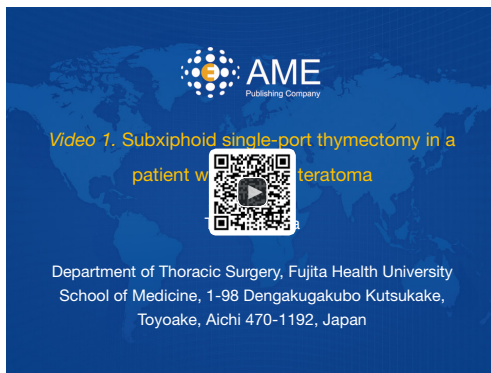 AME
Publishing Company
Video 1. Subxiphoid single-port thymectomy in a
patient teratoma
Department of Thoracic Surgery, Fujita Health University
School of Medicine, 1-98 Dengakugakubo Kutsukake,
Toyoake, Aichi 470-1192, Japan